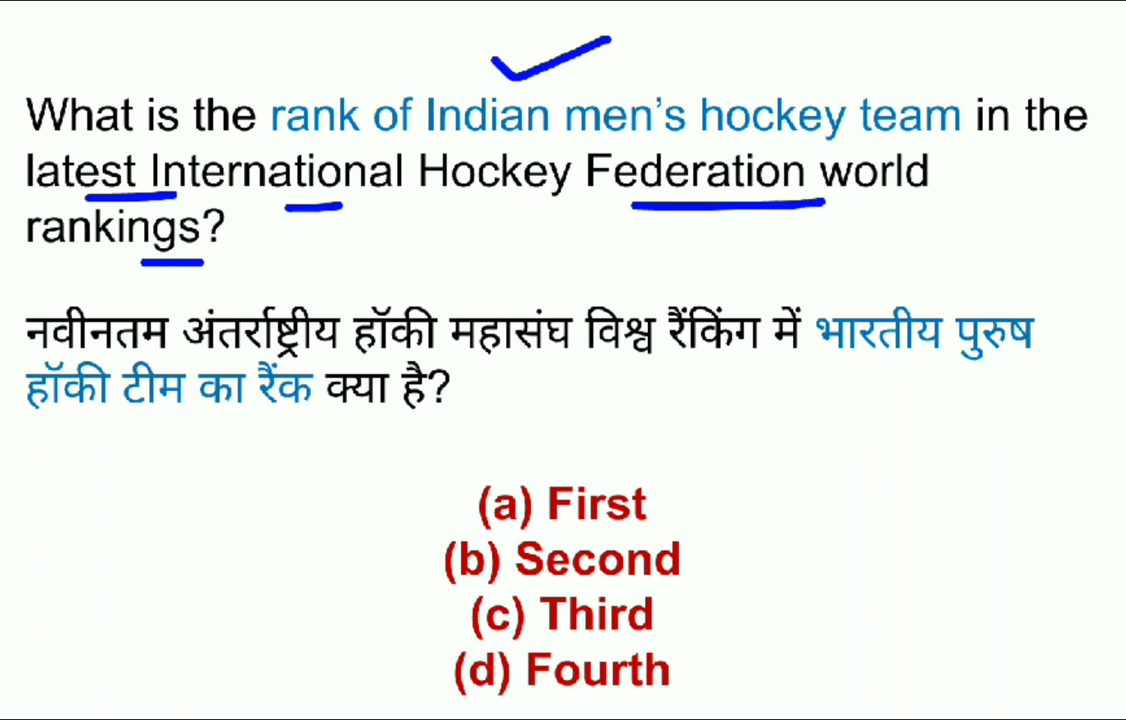 What is the rank of Indian men's hockey team in the
latest International Hockey Federation world
rankings?
नवीनतम अंतर्राष्ट्रीय हॉकी महासंघ विश्व रैंकिंग में भारतीय पुरुष
हॉकी टीम का रैंक क्या है?
(a) First
(b) Second
(c) Third
(d) Fourth